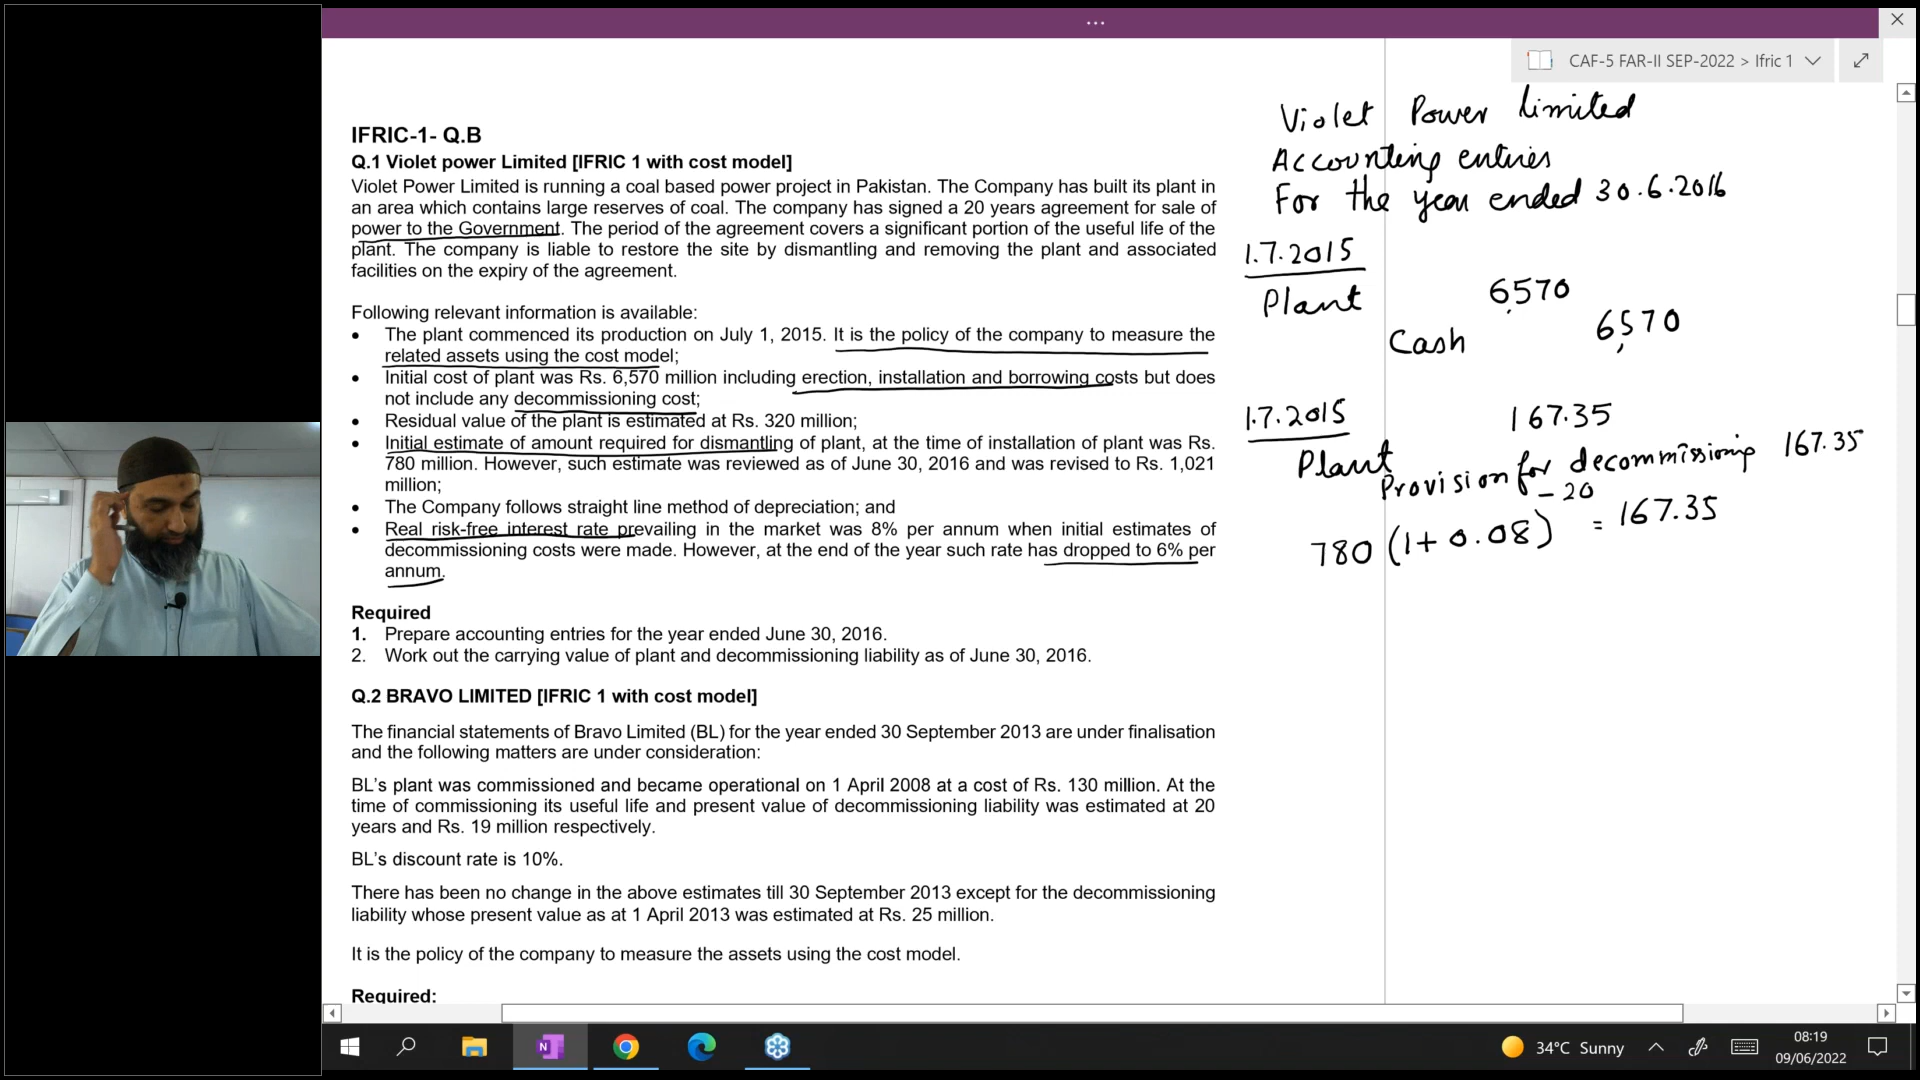 ...
CAF-5 FAR-II SEP-2022 > Ifric 1
IFRIC-1- Q.B
Q.1 Violet power Limited [IFRIC 1 with cost model]
Violet Power Limited is running a coal based power project in Pakistan. The Company has built its plant in
an area which contains large reserves of coal. The company has signed a 20 years agreement for sale of
power to the Government. The period of the agreement covers a significant portion of the useful life of the
plant. The company is liable to restore the site by dismantling and removing the plant and associated
facilities on the expiry of the agreement.
Following relevant information is available:
• The plant commenced its production on July 1, 2015. It is the policy of the company to measure the
related assets using the cost model;
• Initial cost of plant was Rs. 6,570 million including erection, installation and borrowing costs but does
not include any decommissioning cost;
• Residual value of the plant is estimated at Rs. 320 million;
• Initial estimate of amount required for dismantling of plant, at the time of installation of plant was Rs.
780 million. However, such estimate was reviewed as of June 30, 2016 and was revised to Rs. 1,021
million;
• The Company follows straight line method of depreciation; and
• Real risk-free interest rate prevailing in the market was 8% per annum when initial estimates of
decommissioning costs were made. However, at the end of the year such rate has dropped to 6% per
annum.
Required
1. Prepare accounting entries for the year ended June 30, 2016.
2. Work out the carrying value of plant and decommissioning liability as of June 30, 2016.
Q.2 BRAVO LIMITED [IFRIC 1 with cost model]
The financial statements of Bravo Limited (BL) for the year ended 30 September 2013 are under finalisation
and the following matters are under consideration:
BL's plant was commissioned and became operational on 1 April 2008 at a cost of Rs. 130 million. At the
time of commissioning its useful life and present value of decommissioning liability was estimated at 20
years and Rs. 19 million respectively.
BL's discount rate is 10%.
There has been no change in the above estimates till 30 September 2013 except for the decommissioning
liability whose present value as at 1 April 2013 was estimated at Rs. 25 million.
It is the policy of the company to measure the assets using the cost model.
Required:
Violet Power limited
Accounting entries
For the year ended 30.6.2016
1.7.2015
Plant 6,570
Cash 6,570
1.7.2015
Plant 167.35
Provision for decommissioning 167.35
780 (1+0.08)^-20 = 167.35
34°C Sunny
08:19
09/06/2022